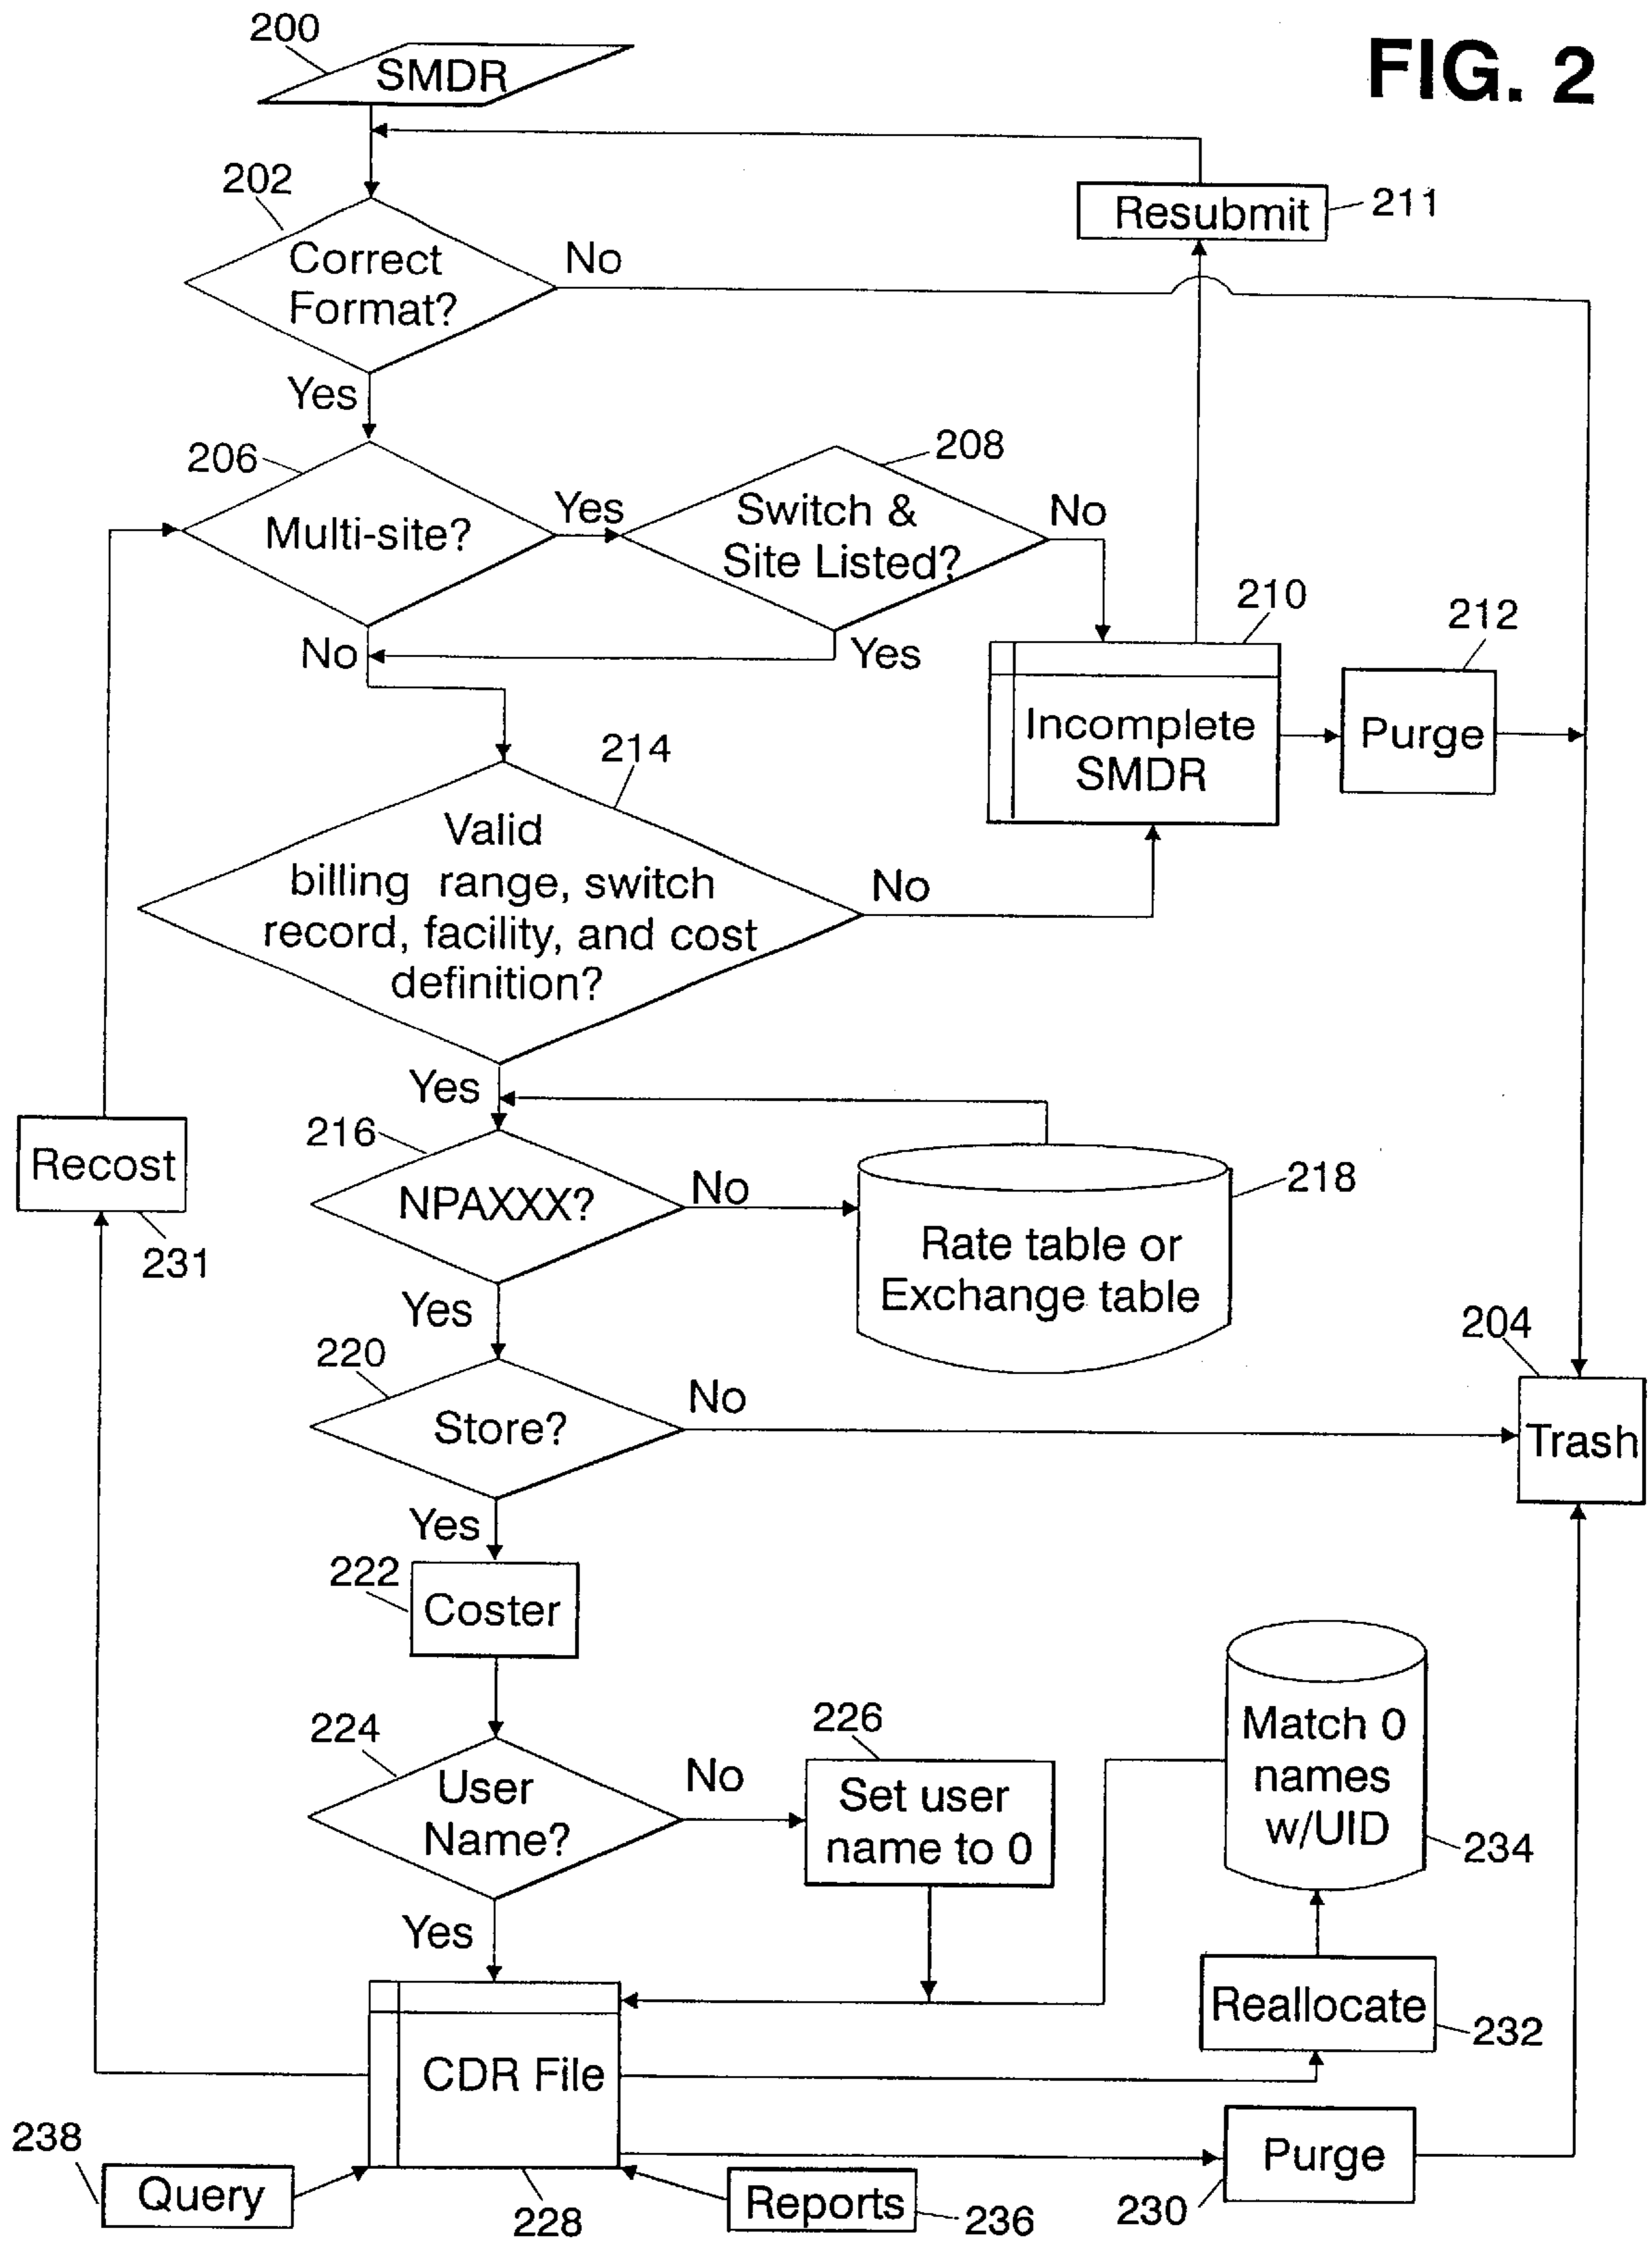 FIG. 2
200
SMDR
202
Resubmit
211
Correct
Format?
No
Yes
206
208
Multi-site?
Yes
Switch &
Site Listed?
No
210
212
No
Yes
Incomplete
SMDR
Purge
214
Valid
billing range, switch
record, facility, and cost
definition?
No
Yes
Recost
231
216
NPAXXX?
No
218
Rate table or
Exchange table
Yes
204
220
Store?
No
Trash
Yes
222
Coster
224
User
Name?
No
226
Set user
name to 0
Match 0
names
w/UID
234
Yes
Reallocate
232
CDR File
238
Query
228
Reports
236
Purge
230